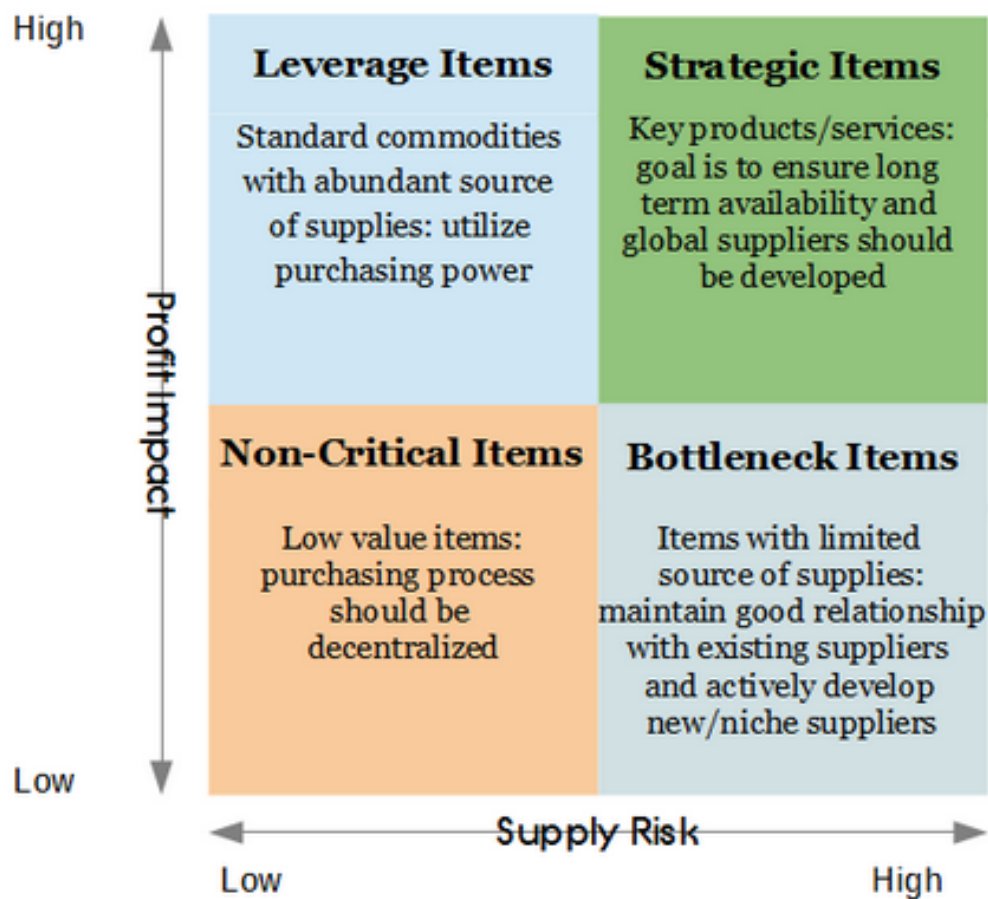 High
Leverage Items
Standard commodities
with abundant source
of supplies: utilize
purchasing power
Strategic Items
Key products/services:
goal is to ensure long
term availability and
global suppliers should
be developed
Profit Impact
Non-Critical Items
Low value items:
purchasing process
should be
decentralized
Bottleneck Items
Items with limited
source of supplies:
maintain good relationship
with existing suppliers
and actively develop
new/niche suppliers
Low
Supply Risk
Low
High